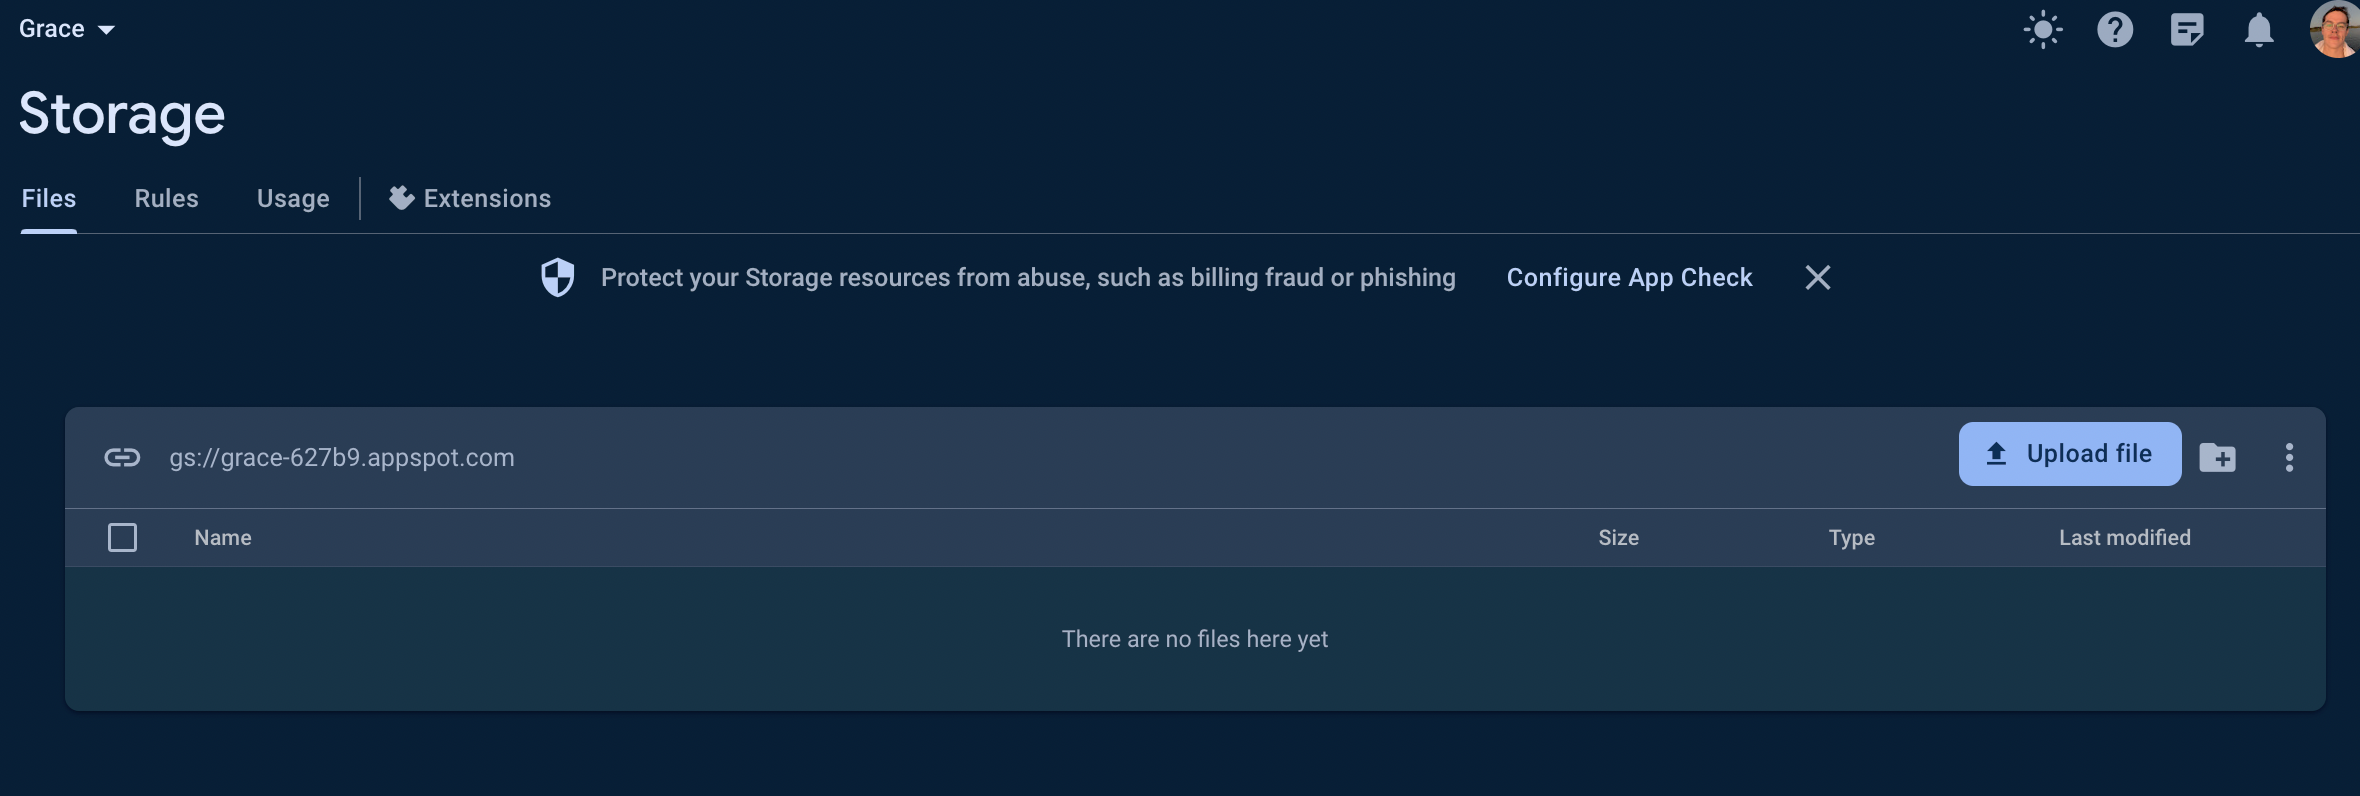 Grace
Storage
Files Rules Usage Extensions
Protect your Storage resources from abuse, such as billing fraud or phishing Configure App Check
gs://grace-627b9.appspot.com Upload file
Name Size Type Last modified
There are no files here yet